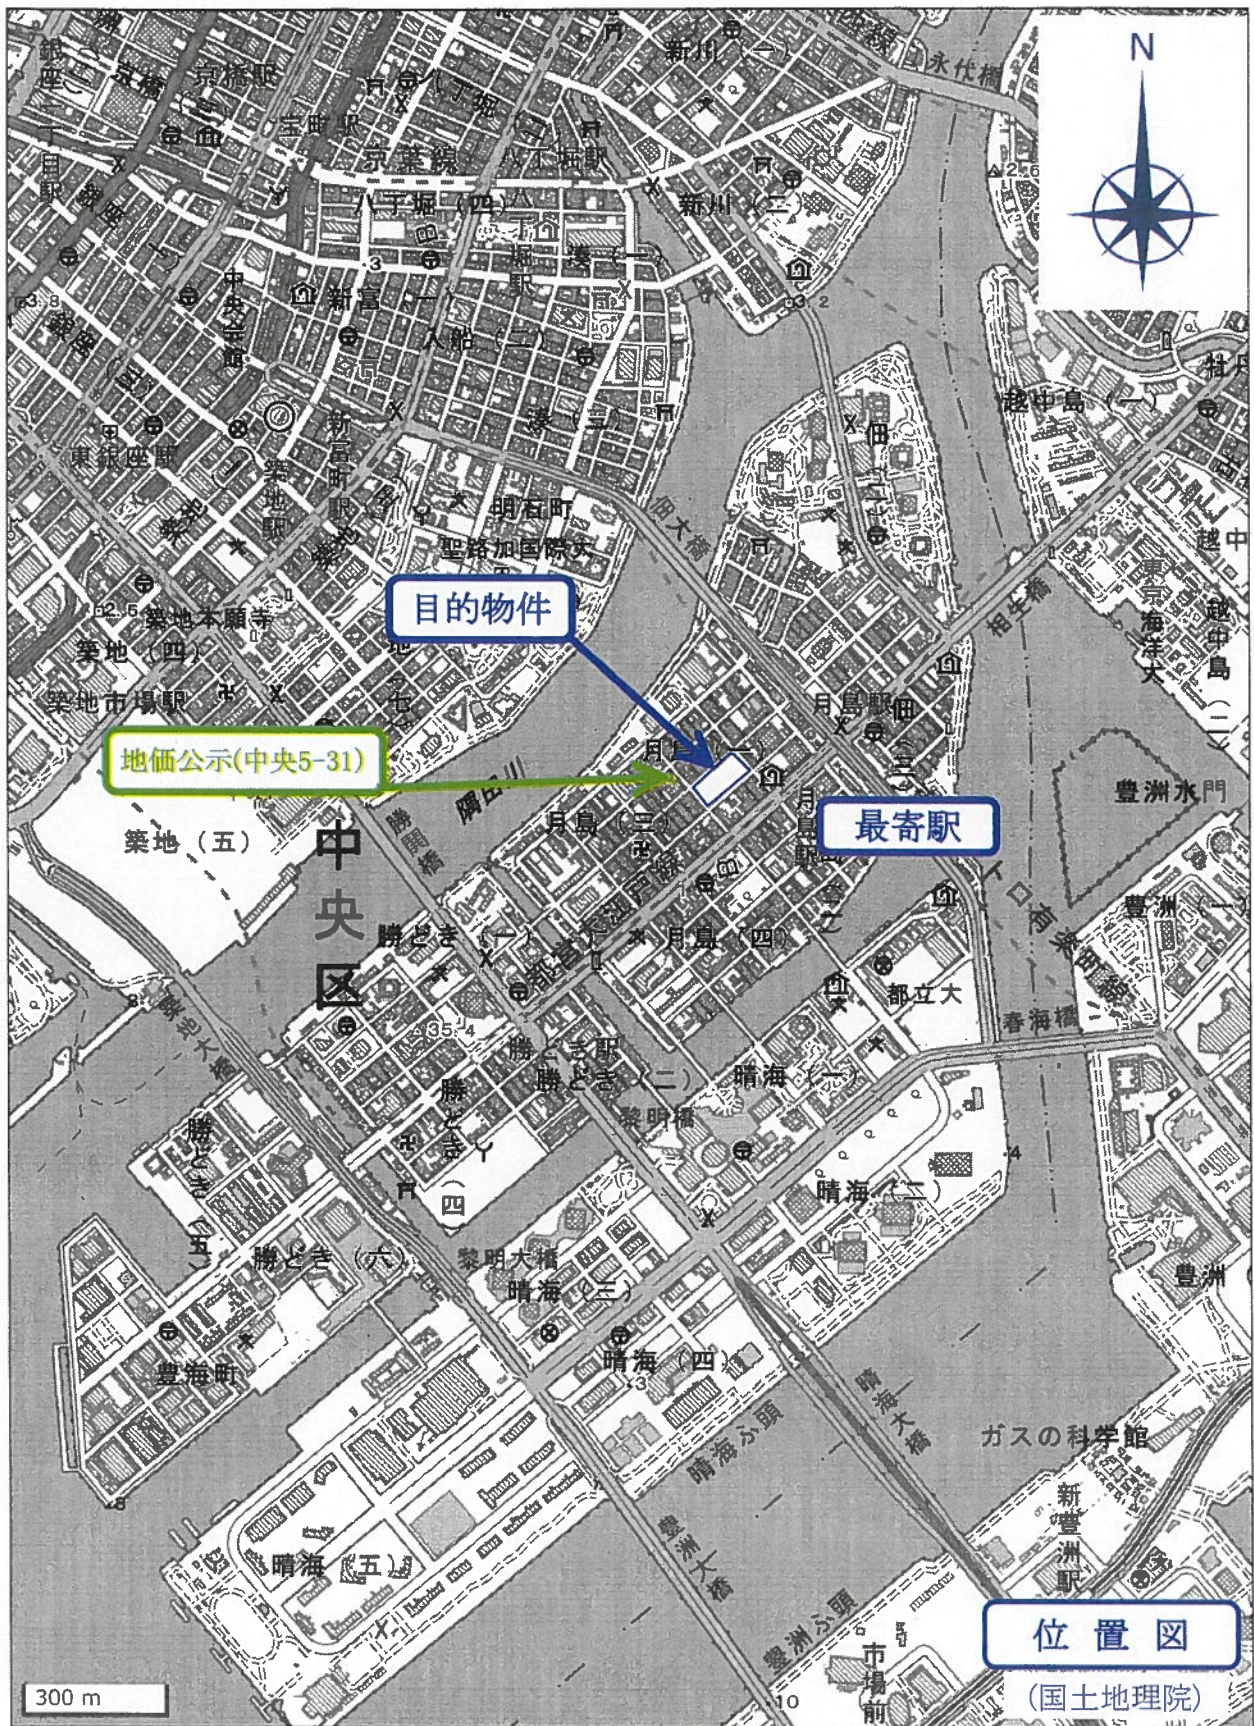 N
新川（一）
永代橋
京橋駅
宝町駅
京葉線
八丁堀駅
八丁堀（四）
新川（二）
湊（一）
新富（一）
入船（二）
湊（三）
越中島（一）
東銀座駅
新富町駅
築地駅
明石町
聖路加国際大
佃大橋
相生橋
東京海洋大
越中島（二）
目的物件
築地本願寺
築地（四）
築地市場駅
月島駅
地価公示(中央5-31)
月島（一）
隅田川
豊洲水門
最寄駅
築地（五）
中央区
勝鬨橋
月島（三）
月島駅
豊洲（一）
勝どき（一）
月島（四）
都立大
春海橋
築地大橋
35.4
勝どき駅
勝どき（二）
晴海（一）
黎明橋
勝どき（四）
勝どき（五）
晴海（二）
勝どき（六）
黎明大橋
晴海（三）
豊洲
豊海町
晴海（四）
晴海大橋
晴海ふ頭
ガスの科学館
新豊洲駅
晴海（五）
豊洲大橋
豊洲ふ頭
市場前
位置図
(国土地理院)
300 m